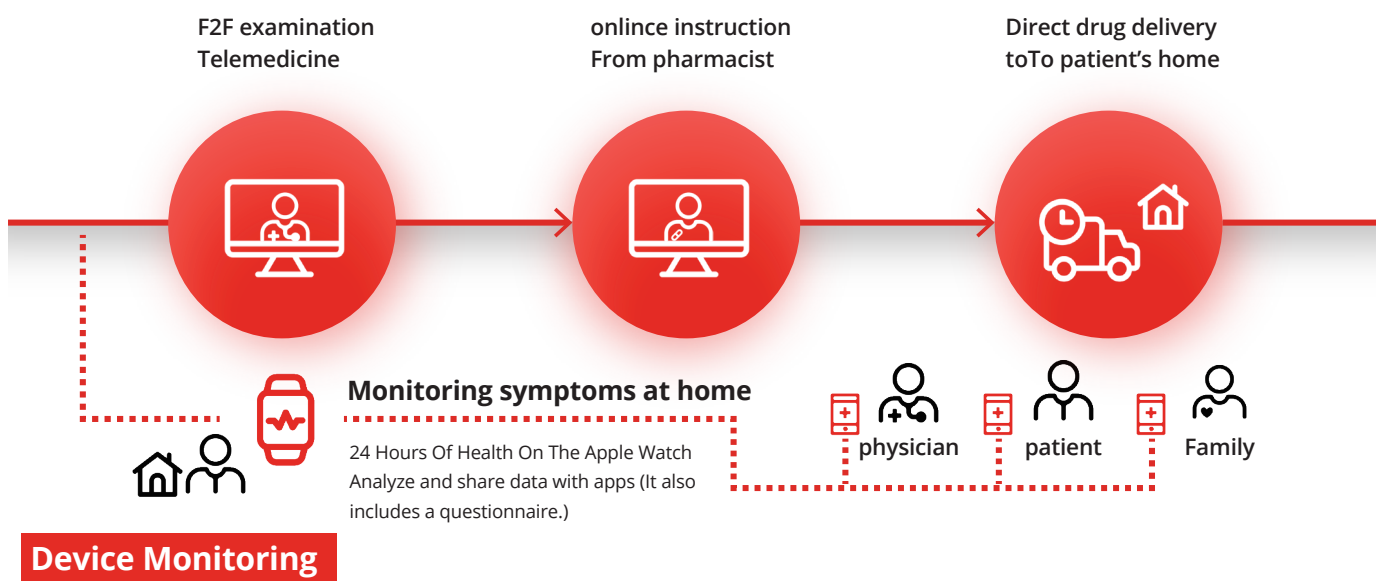 F2F examination
Telemedicine
onlince instruction
From pharmacist
Direct drug delivery
toTo patient's home
Monitoring symptoms at home
24 Hours Of Health On The Apple Watch
Analyze and share data with apps (It also
includes a questionnaire.)
physician
patient
Family
Device Monitoring